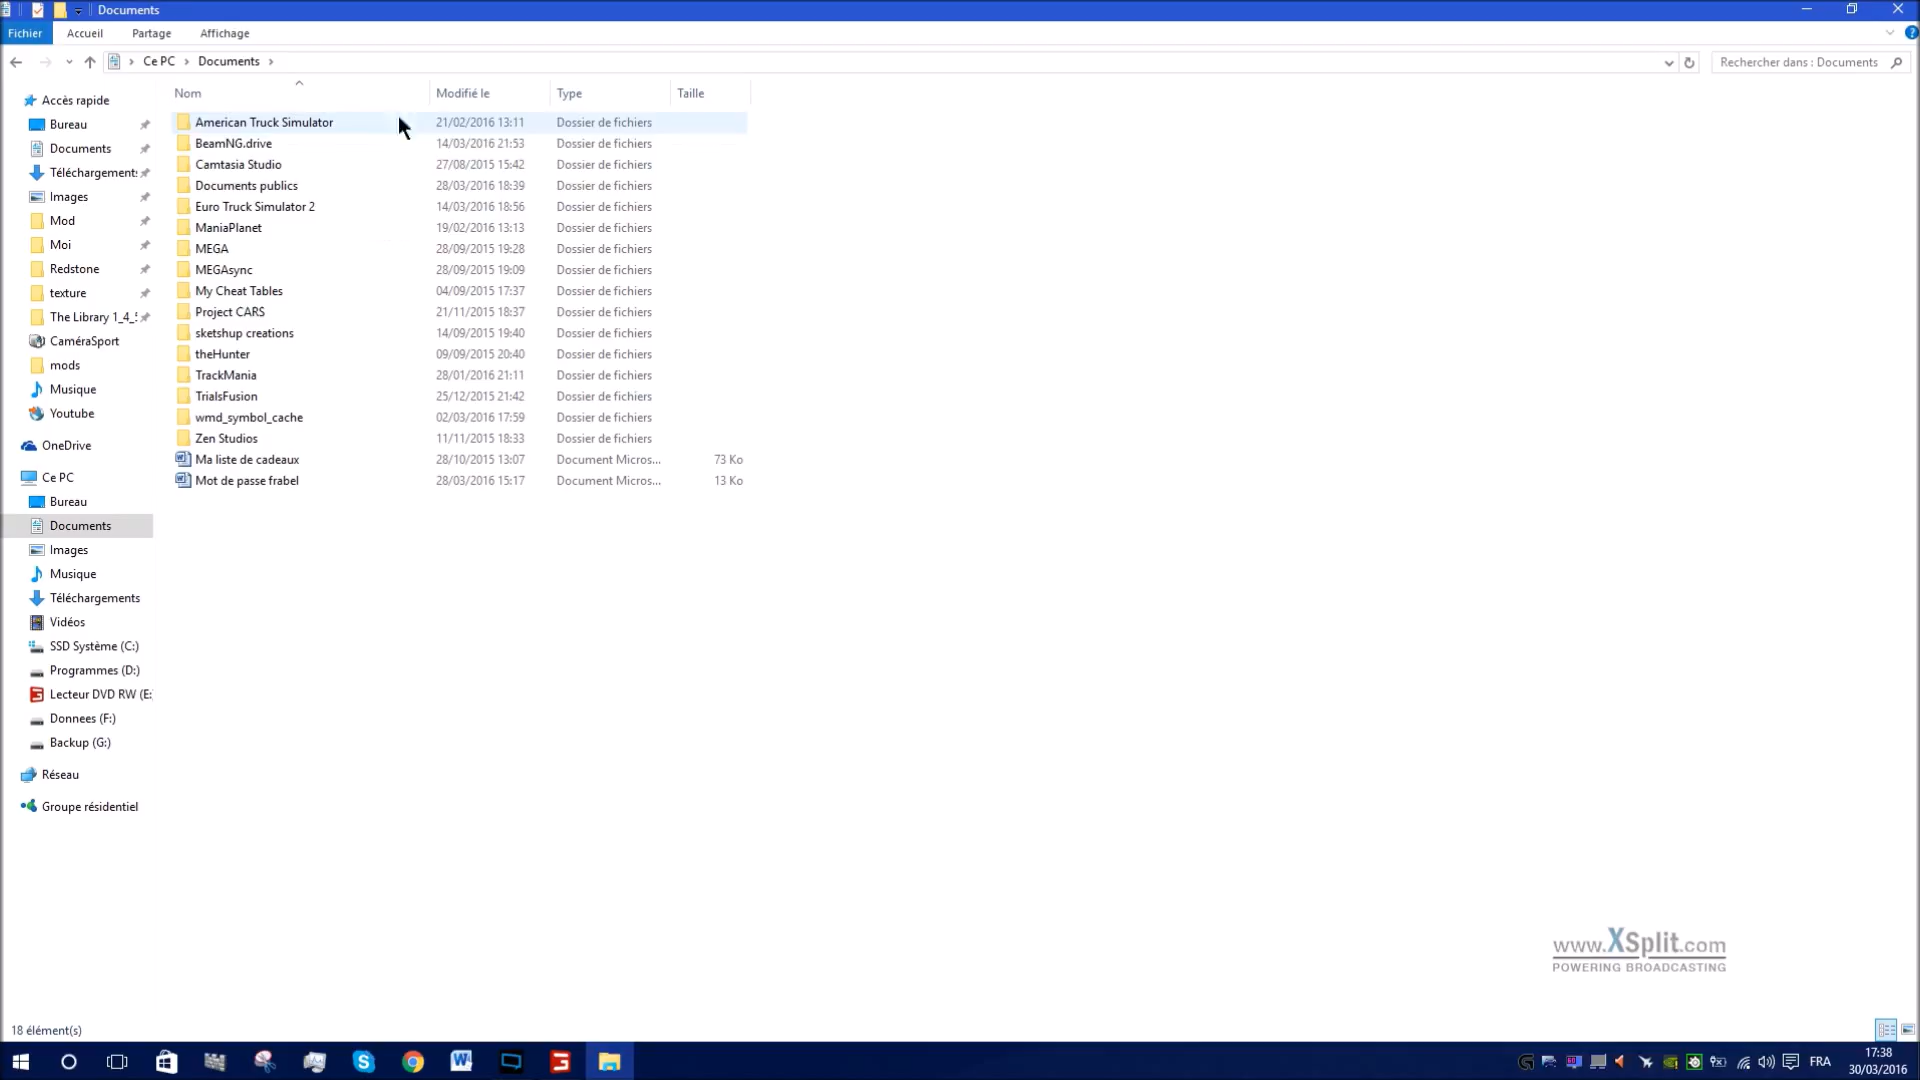 Documents
Fichier Accueil Partage Affichage
Ce PC Documents Rechercher dans : Documents
Nom Modifié le Type Taille
American Truck Simulator 21/02/2016 13:11 Dossier de fichiers
BeamNG.drive 14/03/2016 21:53 Dossier de fichiers
Camtasia Studio 27/08/2015 15:42 Dossier de fichiers
Documents publics 28/03/2016 18:39 Dossier de fichiers
Euro Truck Simulator 2 14/03/2016 18:56 Dossier de fichiers
ManiaPlanet 19/02/2016 13:13 Dossier de fichiers
MEGA 28/09/2015 19:28 Dossier de fichiers
MEGAsync 28/09/2015 19:09 Dossier de fichiers
My Cheat Tables 04/09/2015 17:37 Dossier de fichiers
Project CARS 21/11/2015 18:37 Dossier de fichiers
sketshup creations 14/09/2015 19:40 Dossier de fichiers
theHunter 09/09/2015 20:40 Dossier de fichiers
TrackMania 28/01/2016 21:11 Dossier de fichiers
TrialsFusion 25/12/2015 21:42 Dossier de fichiers
wmd_symbol_cache 02/03/2016 17:59 Dossier de fichiers
Zen Studios 11/11/2015 18:33 Dossier de fichiers
Ma liste de cadeaux 28/10/2015 13:07 Document Micros... 73 Ko
Mot de passe frabel 28/03/2016 15:17 Document Micros... 13 Ko
Accès rapide
Bureau
Documents
Téléchargements
Images
Mod
Moi
Redstone
texture
The Library 1_4_5
CaméraSport
mods
Musique
Youtube
OneDrive
Ce PC
Bureau
Documents
Images
Musique
Téléchargements
Vidéos
SSD Système (C:)
Programmes (D:)
Lecteur DVD RW (E:
Donnees (F:)
Backup (G:)
Réseau
Groupe résidentiel
www.XSplit.com
POWERING BROADCASTING
18 élément(s)
FRA
17:38
30/03/2016